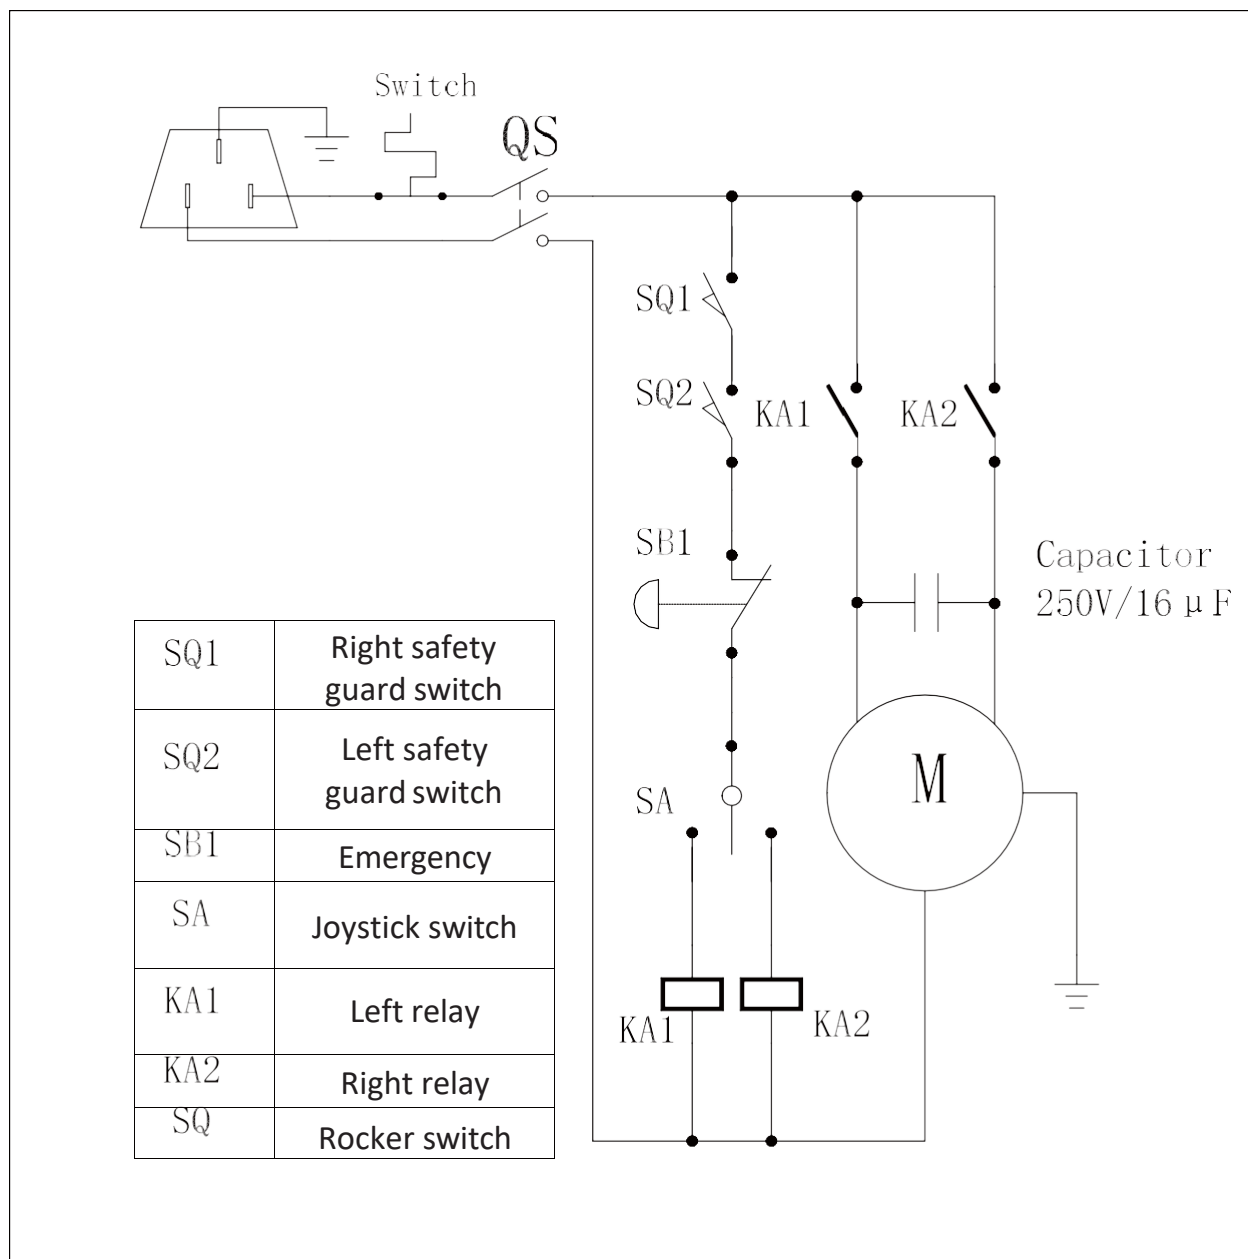 Switch
QS
SQ1
SQ2
KA1
KA2
SB1
Capacitor
250V/16μF
M
SA
KA1
KA2
SQ1
Right safety
guard switch
SQ2
Left safety
guard switch
SB1
Emergency
SA
Joystick switch
KA1
Left relay
KA2
Right relay
SQ
Rocker switch